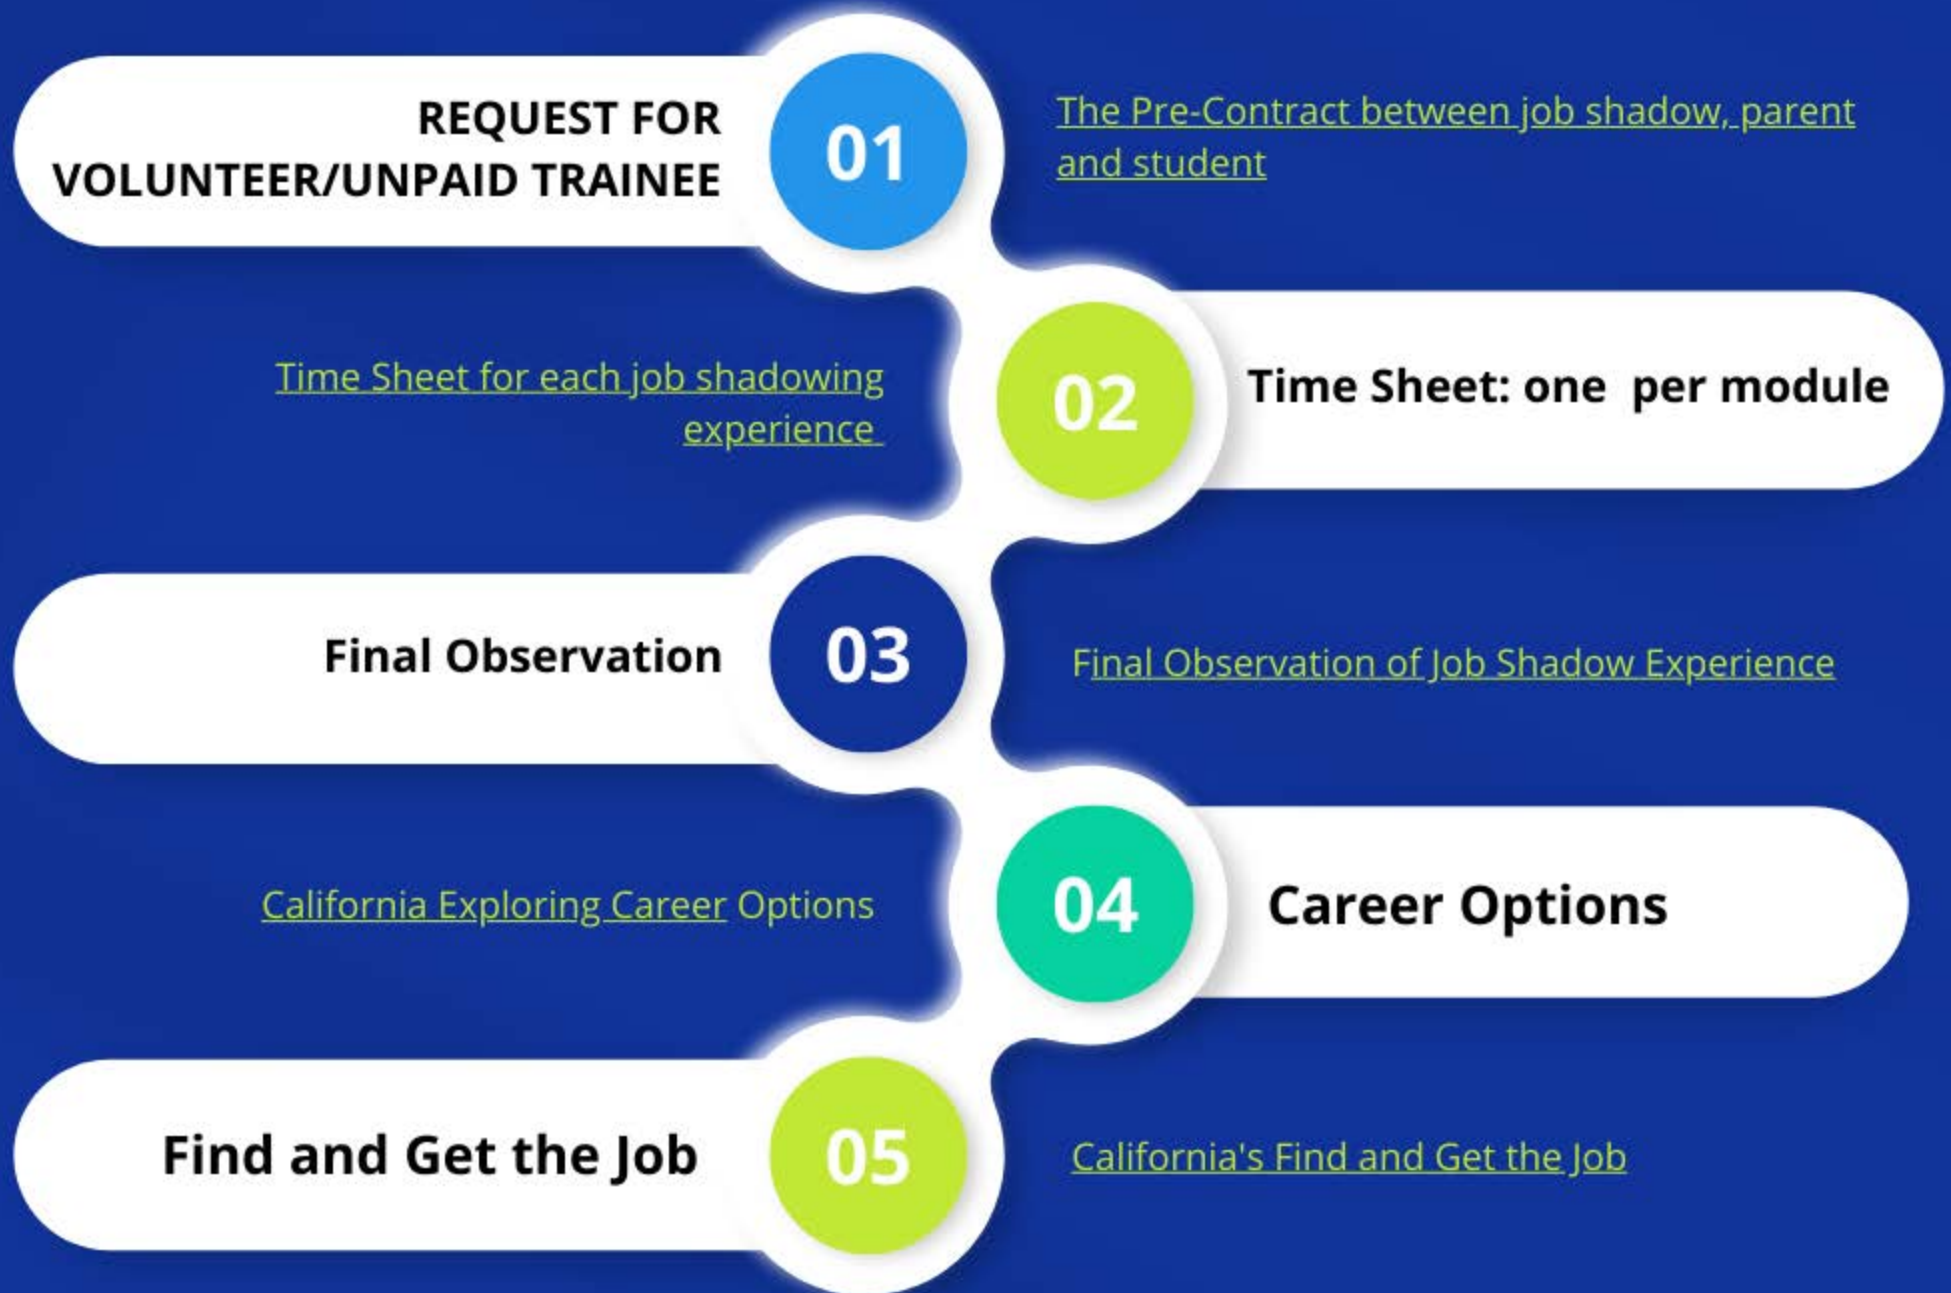 REQUEST FOR
VOLUNTEER/UNPAID TRAINEE
01
The Pre-Contract between job shadow, parent
and student
Time Sheet for each job shadowing
experience
02
Time Sheet: one  per module
Final Observation
03
Final Observation of Job Shadow Experience
California Exploring Career Options
04
Career Options
Find and Get the Job
05
California's Find and Get the Job